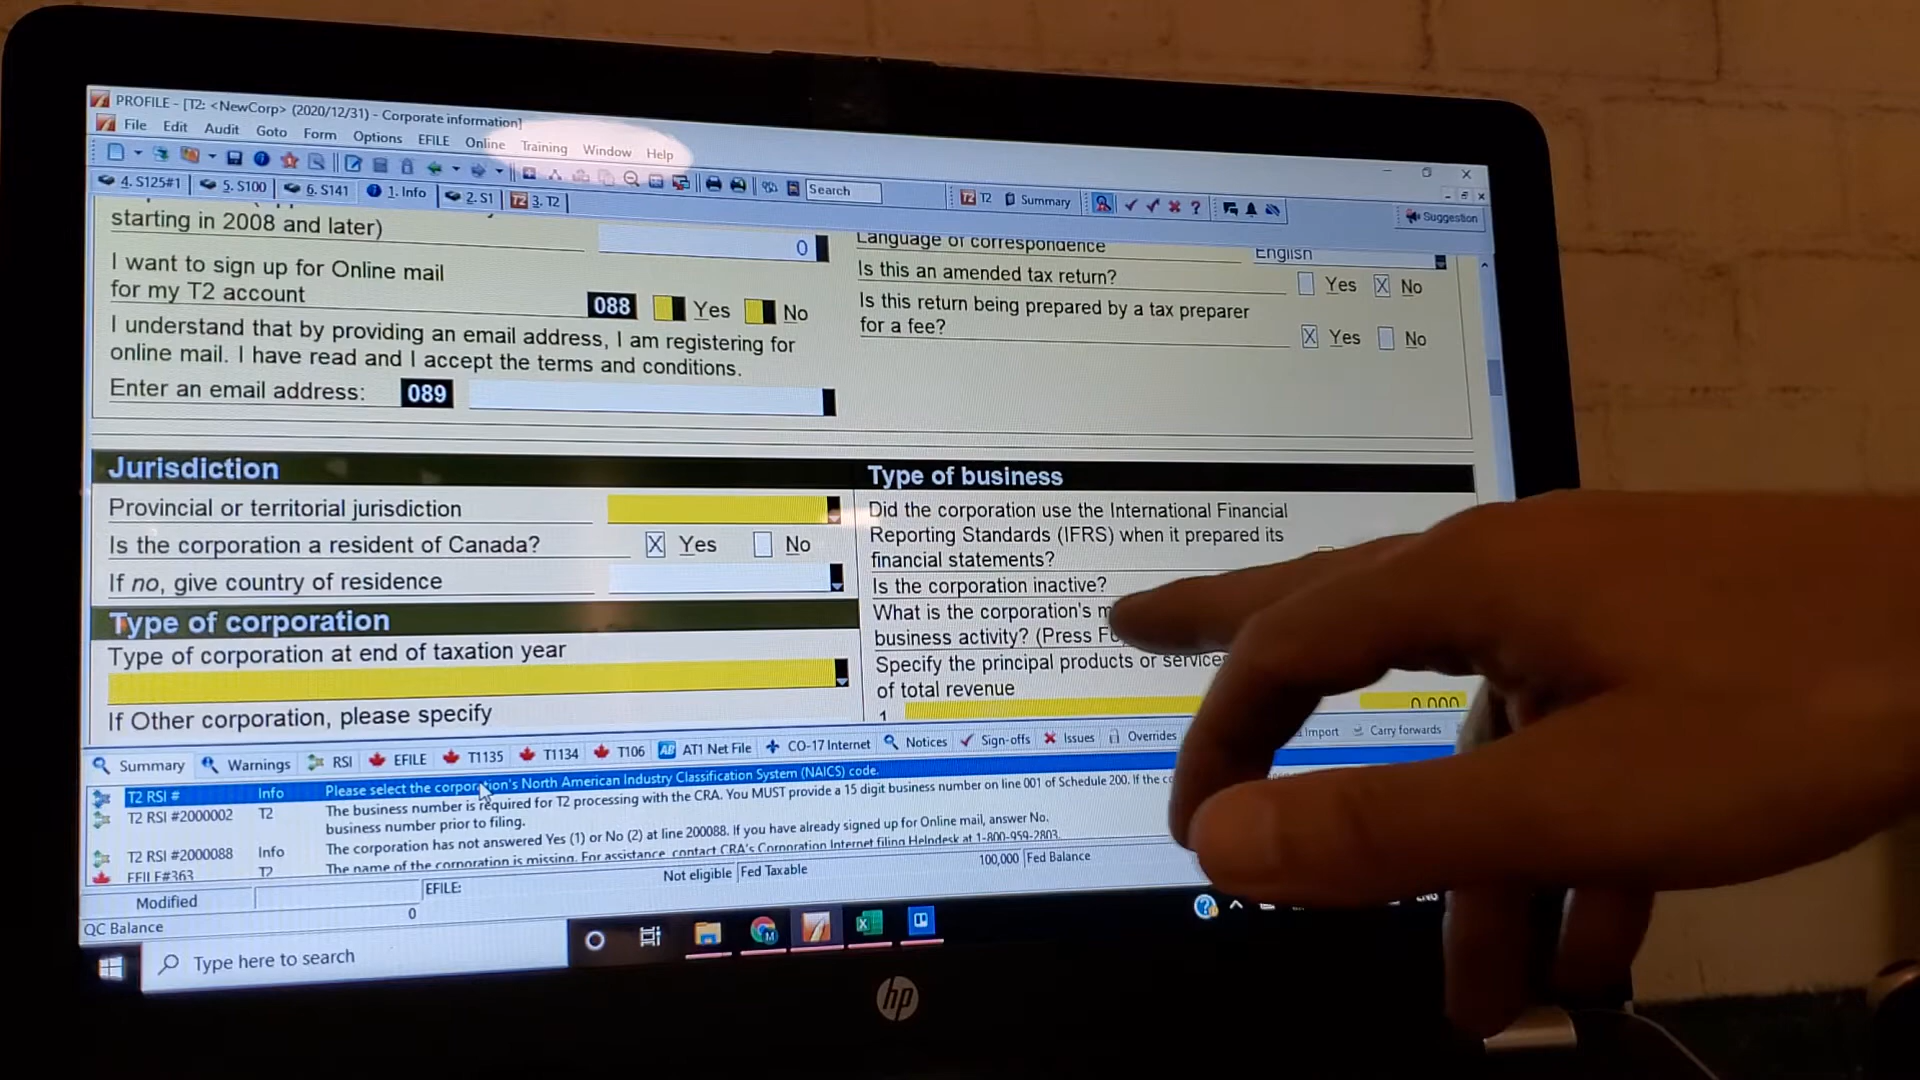 PROFILE - [T2: <NewCorp> (2020/12/31) - Corporate information]
File Edit Audit Goto Form Options EFILE Online Training Window Help
Search
T2 Summary
Suggestion
4. S125#1 5. S100 6. S141 1. Info 2. S1 3. T2
starting in 2008 and later)
0
I want to sign up for Online mail
for my T2 account
088 Yes No
I understand that by providing an email address, I am registering for
online mail. I have read and I accept the terms and conditions.
Enter an email address: 089
Language of correspondence English
Is this an amended tax return? Yes X No
Is this return being prepared by a tax preparer
for a fee? X Yes No
Jurisdiction
Provincial or territorial jurisdiction
Is the corporation a resident of Canada? X Yes No
If no, give country of residence
Type of corporation
Type of corporation at end of taxation year
If Other corporation, please specify
Type of business
Did the corporation use the International Financial
Reporting Standards (IFRS) when it prepared its
financial statements?
Is the corporation inactive?
What is the corporation's
business activity? (Press
Specify the principal products or services
of total revenue
1 0.000
Summary Warnings RSI EFILE T1135 T1134 T106 AT1 Net File CO-17 Internet Notices Sign-offs Issues Overrides Import Carry forwards
T2 RSI # Info Please select the corporation's North American Industry Classification System (NAICS) code.
T2 RSI #2000002 T2 The business number is required for T2 processing with the CRA. You MUST provide a 15 digit business number on line 001 of Schedule 200. If the
business number prior to filing.
T2 RSI #2000088 Info The corporation has not answered Yes (1) or No (2) at line 200088. If you have already signed up for Online mail, answer No.
EFILE#363 T2 The name of the corporation is missing. For assistance, contact CRA's Corporation Internet filing Helpdesk at 1-800-959-2803.
Modified EFILE: Not eligible Fed Taxable 100,000 Fed Balance
QC Balance 0
Type here to search
hp